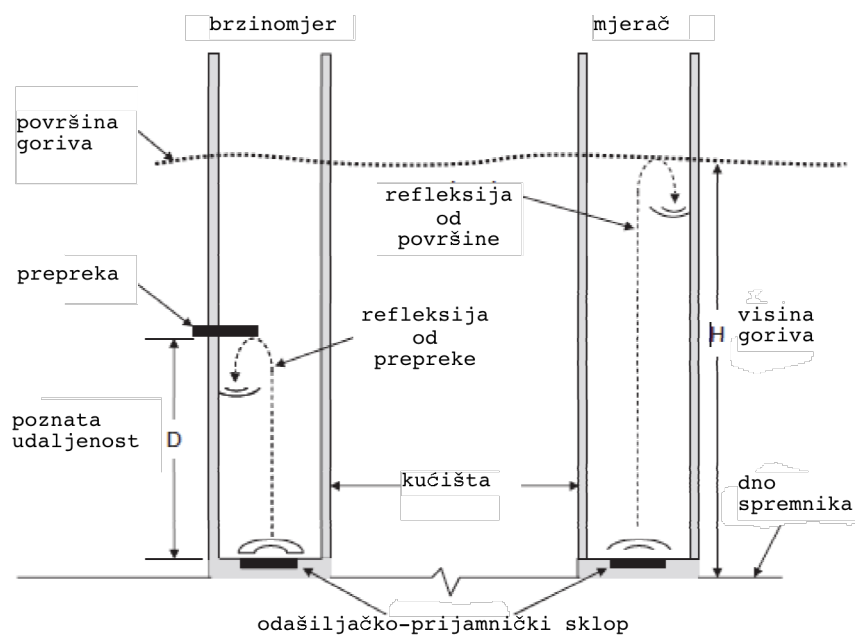 brzinomjer
mjerač
površina
goriva
refleksija
od
površine
prepreka
refleksija
od
prepreke
H
visina
goriva
poznata
udaljenost
D
kućišta
dno
spremnika
odašiljačko-prijamnički sklop